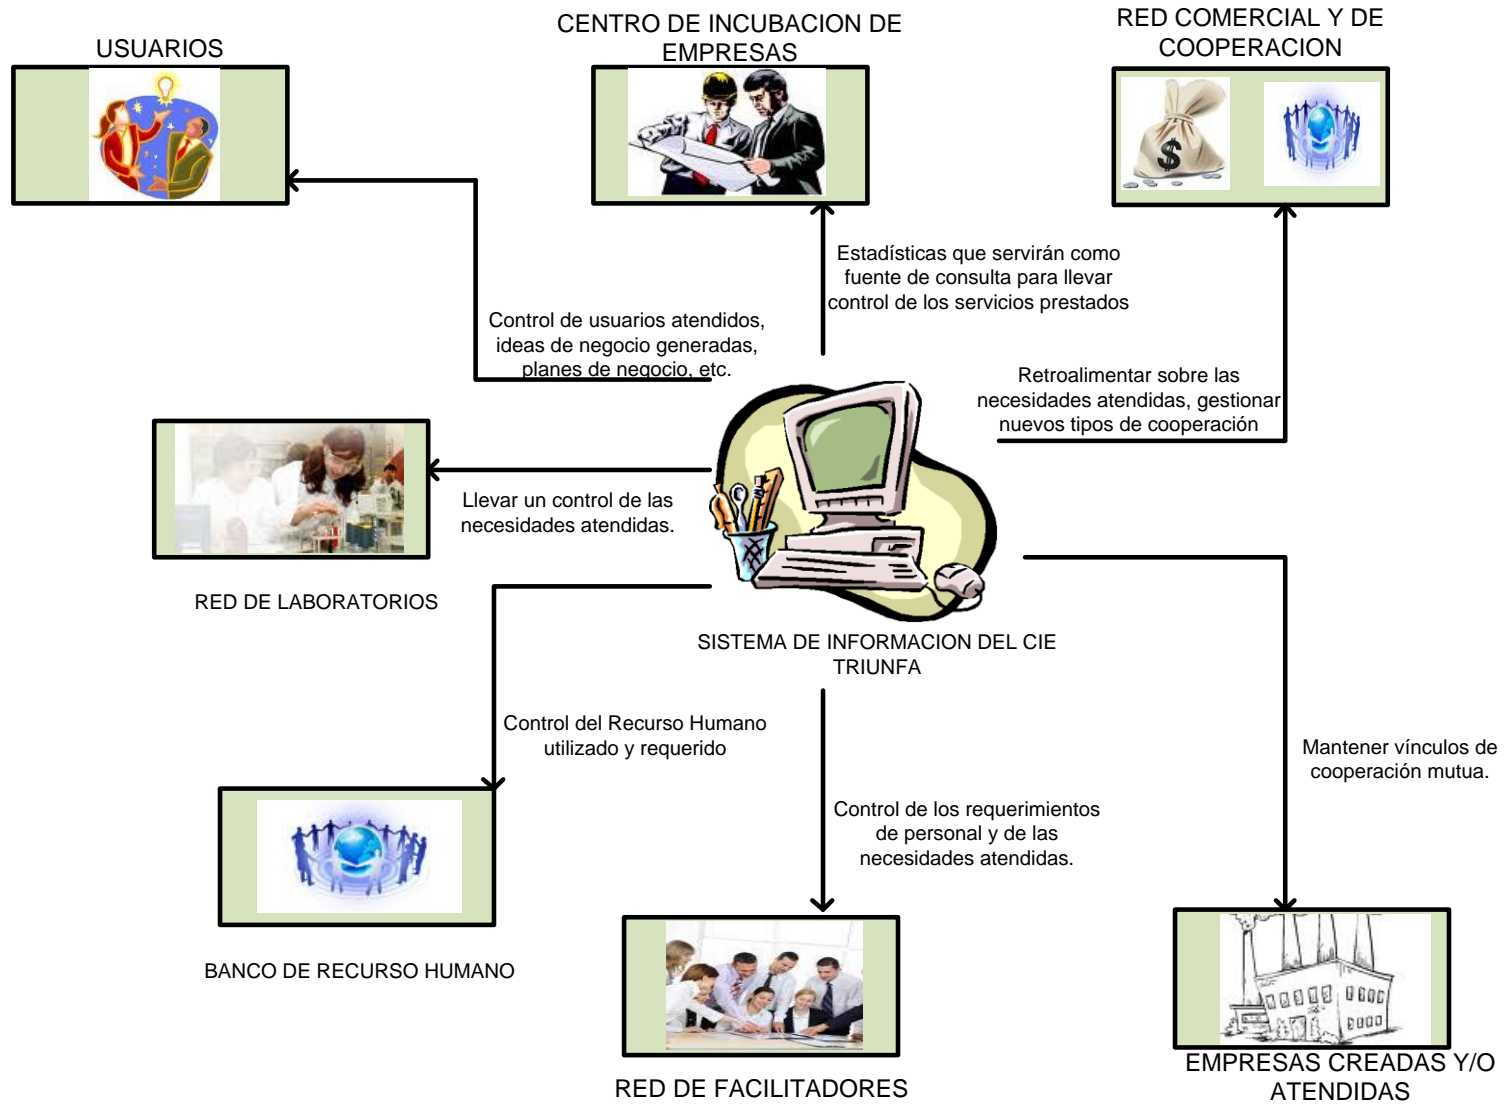 USUARIOS
CENTRO DE INCUBACION DE
EMPRESAS
RED COMERCIAL Y DE
COOPERACION
$
Estadísticas que servirán como
fuente de consulta para llevar
control de los servicios prestados
Control de usuarios atendidos,
ideas de negocio generadas,
planes de negocio, etc.
Retroalimentar sobre las
necesidades atendidas, gestionar
nuevos tipos de cooperación
Llevar un control de las
necesidades atendidas.
RED DE LABORATORIOS
SISTEMA DE INFORMACION DEL CIE
TRIUNFA
Control del Recurso Humano
utilizado y requerido
Mantener vínculos de
cooperación mutua.
Control de los requerimientos
de personal y de las
necesidades atendidas.
BANCO DE RECURSO HUMANO
RED DE FACILITADORES
EMPRESAS CREADAS Y/O
ATENDIDAS